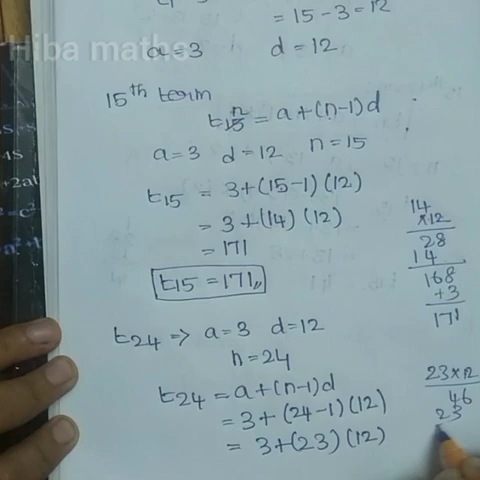 = 15 - 3 = 12
Hiba maths
a = 3 d = 12
15th term
tn = a + (n-1)d
a = 3 d = 12 n = 15
t15 = 3 + (15-1) (12)
= 3 + (14) (12)
= 171
t15 = 171,,
14
×12
28
14
168
+3
171
t24 => a = 3 d = 12
n = 24
t24 = a + (n-1)d
= 3 + (24-1) (12)
= 3 + (23) (12)
23 × 12
46
23